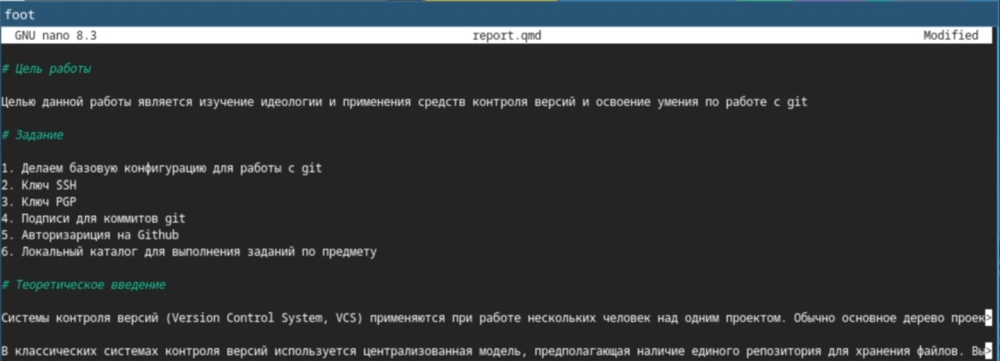 foot
GNU nano 8.3 report.qmd Modified
# Цель работы
Целью данной работы является изучение идеологии и применения средств контроля версий и освоение умения по работе с git
# Задание
1. Делаем базовую конфигурацию для работы с git
2. Ключ SSH
3. Ключ PGP
4. Подписи для коммитов git
5. Авторизариция на Github
6. Локальный каталог для выполнения заданий по предмету
# Теоретическое введение
Системы контроля версий (Version Control System, VCS) применяются при работе нескольких человек над одним проектом. Обычно основное дерево проек>
В классических системах контроля версий используется централизованная модель, предполагающая наличие единого репозитория для хранения файлов. Вы>